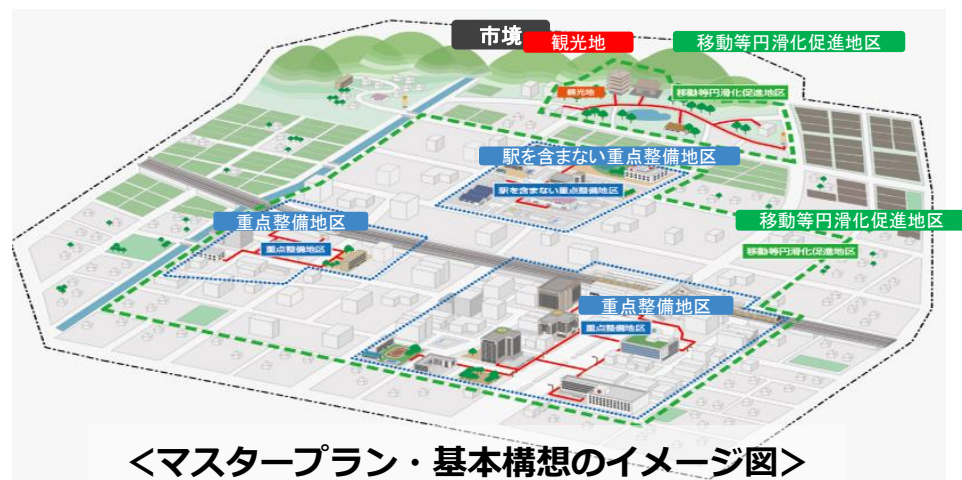 市境
観光地
移動等円滑化促進地区
観光地
移動等円滑化促進地区
駅を含まない重点整備地区
駅を含まない重点整備地区
重点整備地区
重点整備地区
移動等円滑化促進地区
移動等円滑化促進地区
重点整備地区
重点整備地区
<マスタープラン・基本構想のイメージ図>